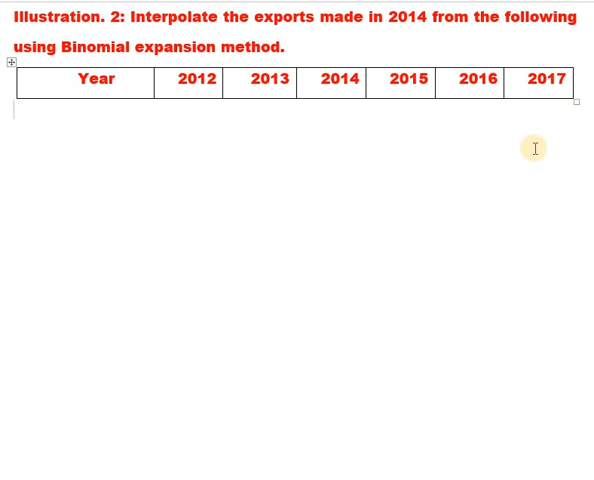 Illustration. 2: Interpolate the exports made in 2014 from the following
using Binomial expansion method.
Year 2012 2013 2014 2015 2016 2017